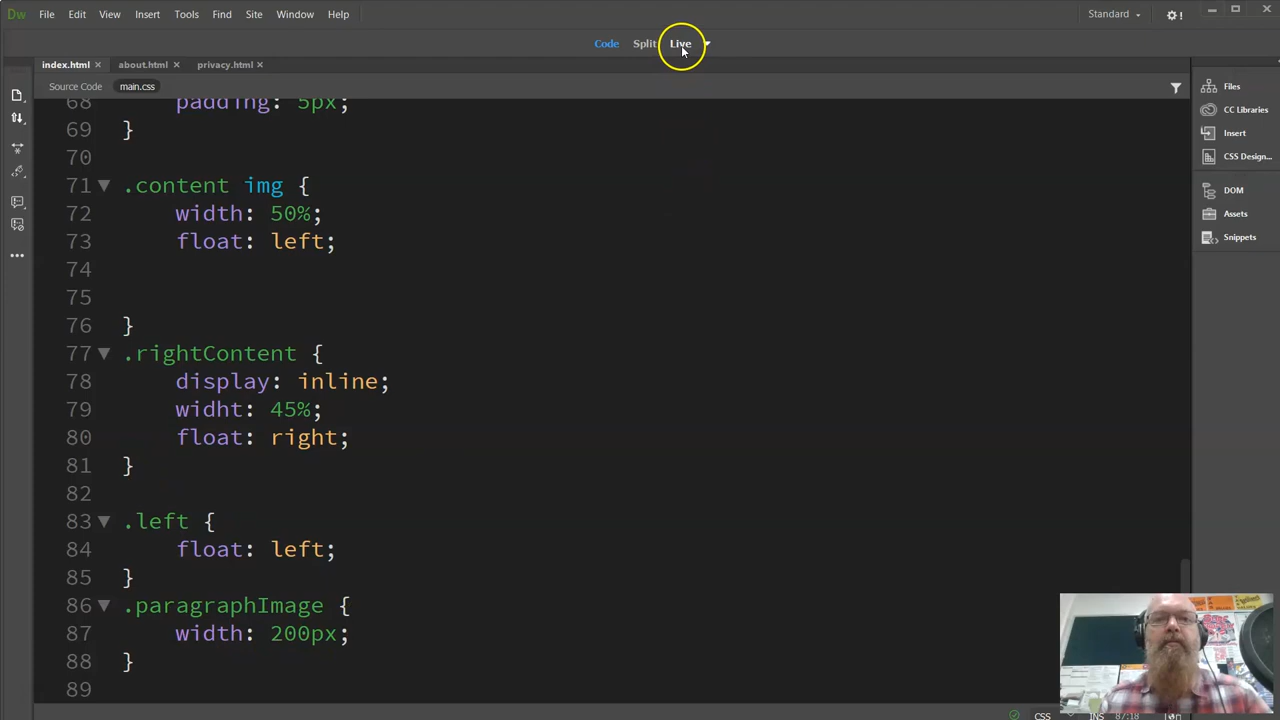 Dw File Edit View Insert Tools Find Site Window Help Standard
Code Split Live
index.html about.html privacy.html
Source Code main.css
Files
CC Libraries
Insert
CSS Design...
DOM
Assets
Snippets
68 padding: 5px;
69 }
70
71 .content img {
72 width: 50%;
73 float: left;
74
75
76 }
77 .rightContent {
78 display: inline;
79 widht: 45%;
80 float: right;
81 }
82
83 .left {
84 float: left;
85 }
86 .paragraphImage {
87 width: 200px;
88 }
89
CSS INS 87:18